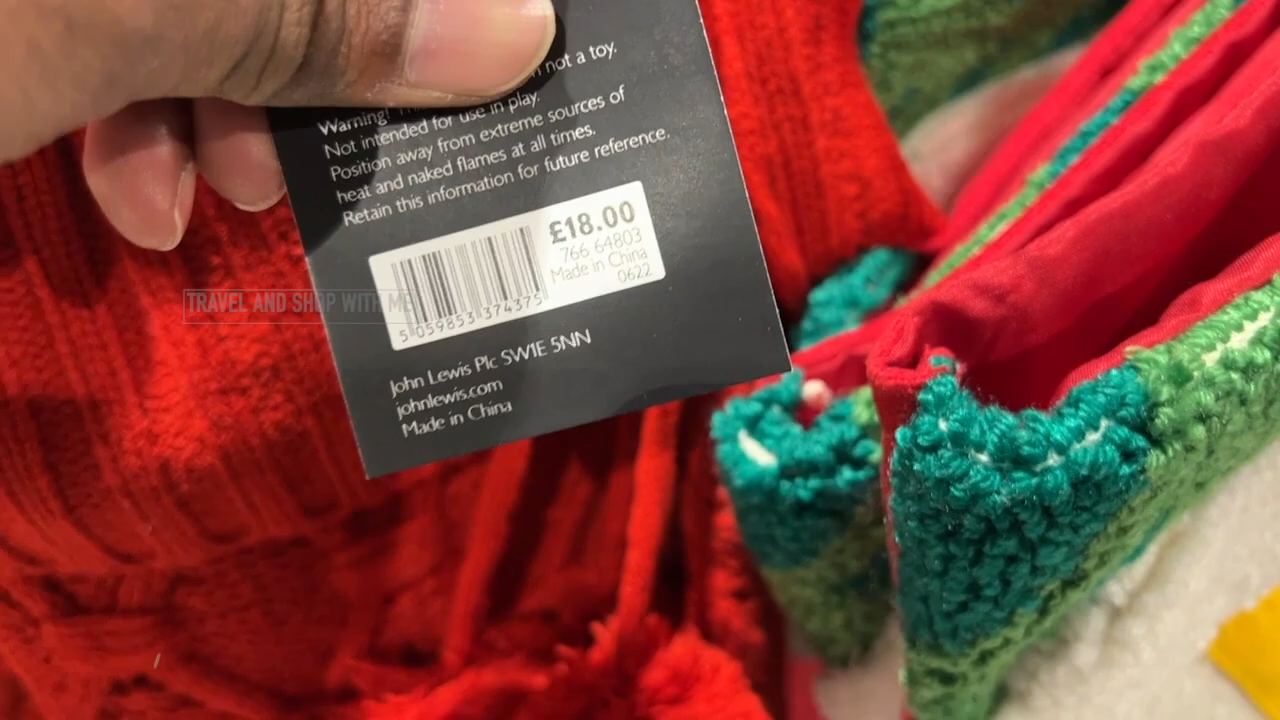 not a toy.
Warning!
Not intended for use in play.
Position away from extreme sources of
heat and naked flames at all times.
Retain this information for future reference.
£18.00
766 64803
Made in China
0622
5 059853 374375
TRAVEL AND SHOP WITH ME
John Lewis Plc SW1E 5NN
johnlewis.com
Made in China